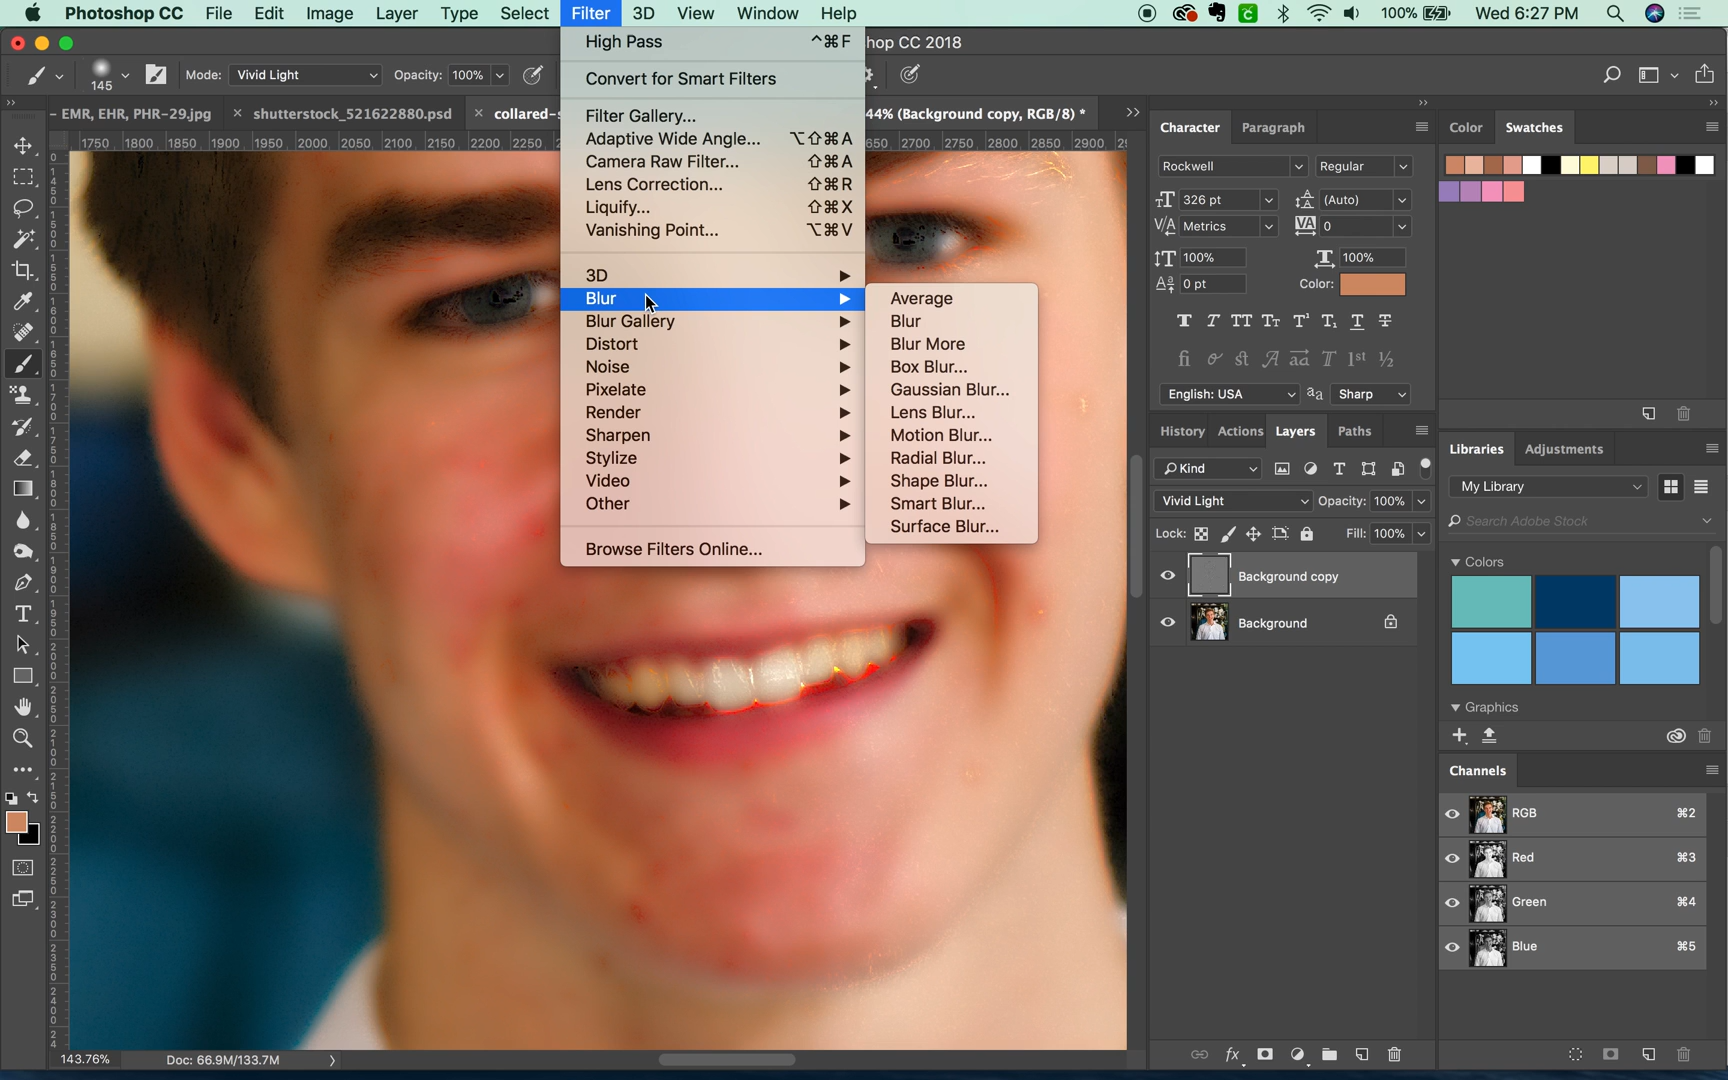 Photoshop CC File Edit Image Layer Type Select Filter 3D View Window Help 100% Wed 6:27 PM
hop CC 2018
145 Mode: Vivid Light Opacity: 100%
- EMR, EHR, PHR-29.jpg × shutterstock_521622880.psd × collared-s 44% (Background copy, RGB/8) *
1750 1800 1850 1900 1950 2000 2050 2100 2150 2200 2250 650 2700 2750 2800 2850 2900
High Pass ^⌘F
Convert for Smart Filters
Filter Gallery...
Adaptive Wide Angle... ⌥⇧⌘A
Camera Raw Filter... ⇧⌘A
Lens Correction... ⇧⌘R
Liquify... ⇧⌘X
Vanishing Point... ⌥⌘V
3D
Blur
Blur Gallery
Distort
Noise
Pixelate
Render
Sharpen
Stylize
Video
Other
Browse Filters Online...
Average
Blur
Blur More
Box Blur...
Gaussian Blur...
Lens Blur...
Motion Blur...
Radial Blur...
Shape Blur...
Smart Blur...
Surface Blur...
Character Paragraph
Rockwell Regular
326 pt (Auto)
Metrics 0
100% 100%
0 pt Color:
English: USA aa Sharp
History Actions Layers Paths
Kind
Vivid Light Opacity: 100%
Lock: Fill: 100%
Background copy
Background
fx
Color Swatches
Libraries Adjustments
My Library
Search Adobe Stock
Colors
Graphics
Channels
RGB ⌘2
Red ⌘3
Green ⌘4
Blue ⌘5
143.76% Doc: 66.9M/133.7M